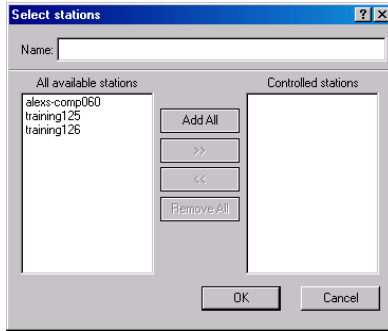 Select stations
Name:
All available stations
Controlled stations
alexs-comp060
training125
training126
Add All
>>
<<
Remove All
OK
Cancel